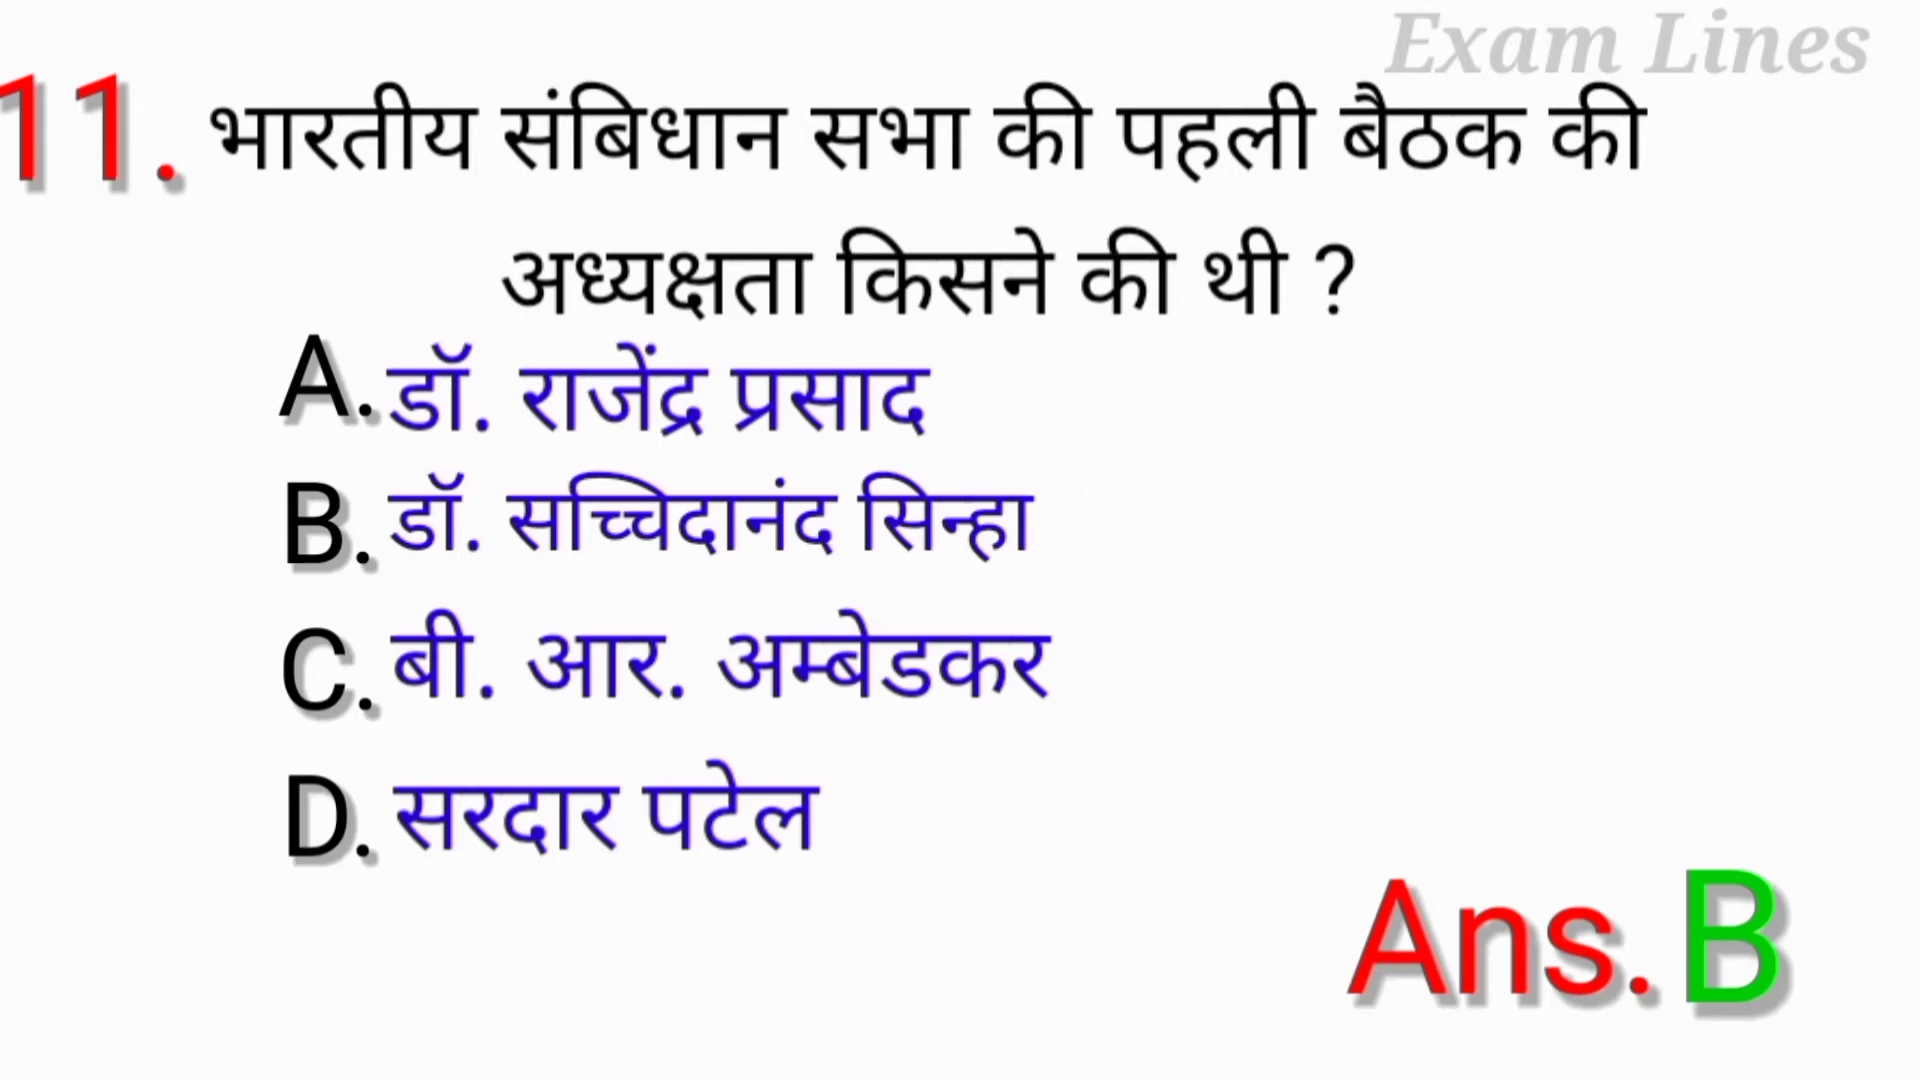 Exam Lines
11. भारतीय संबिधान सभा की पहली बैठक की
अध्यक्षता किसने की थी ?
A. डॉ. राजेंद्र प्रसाद
B. डॉ. सच्चिदानंद सिन्हा
C. बी. आर. अम्बेडकर
D. सरदार पटेल
Ans. B